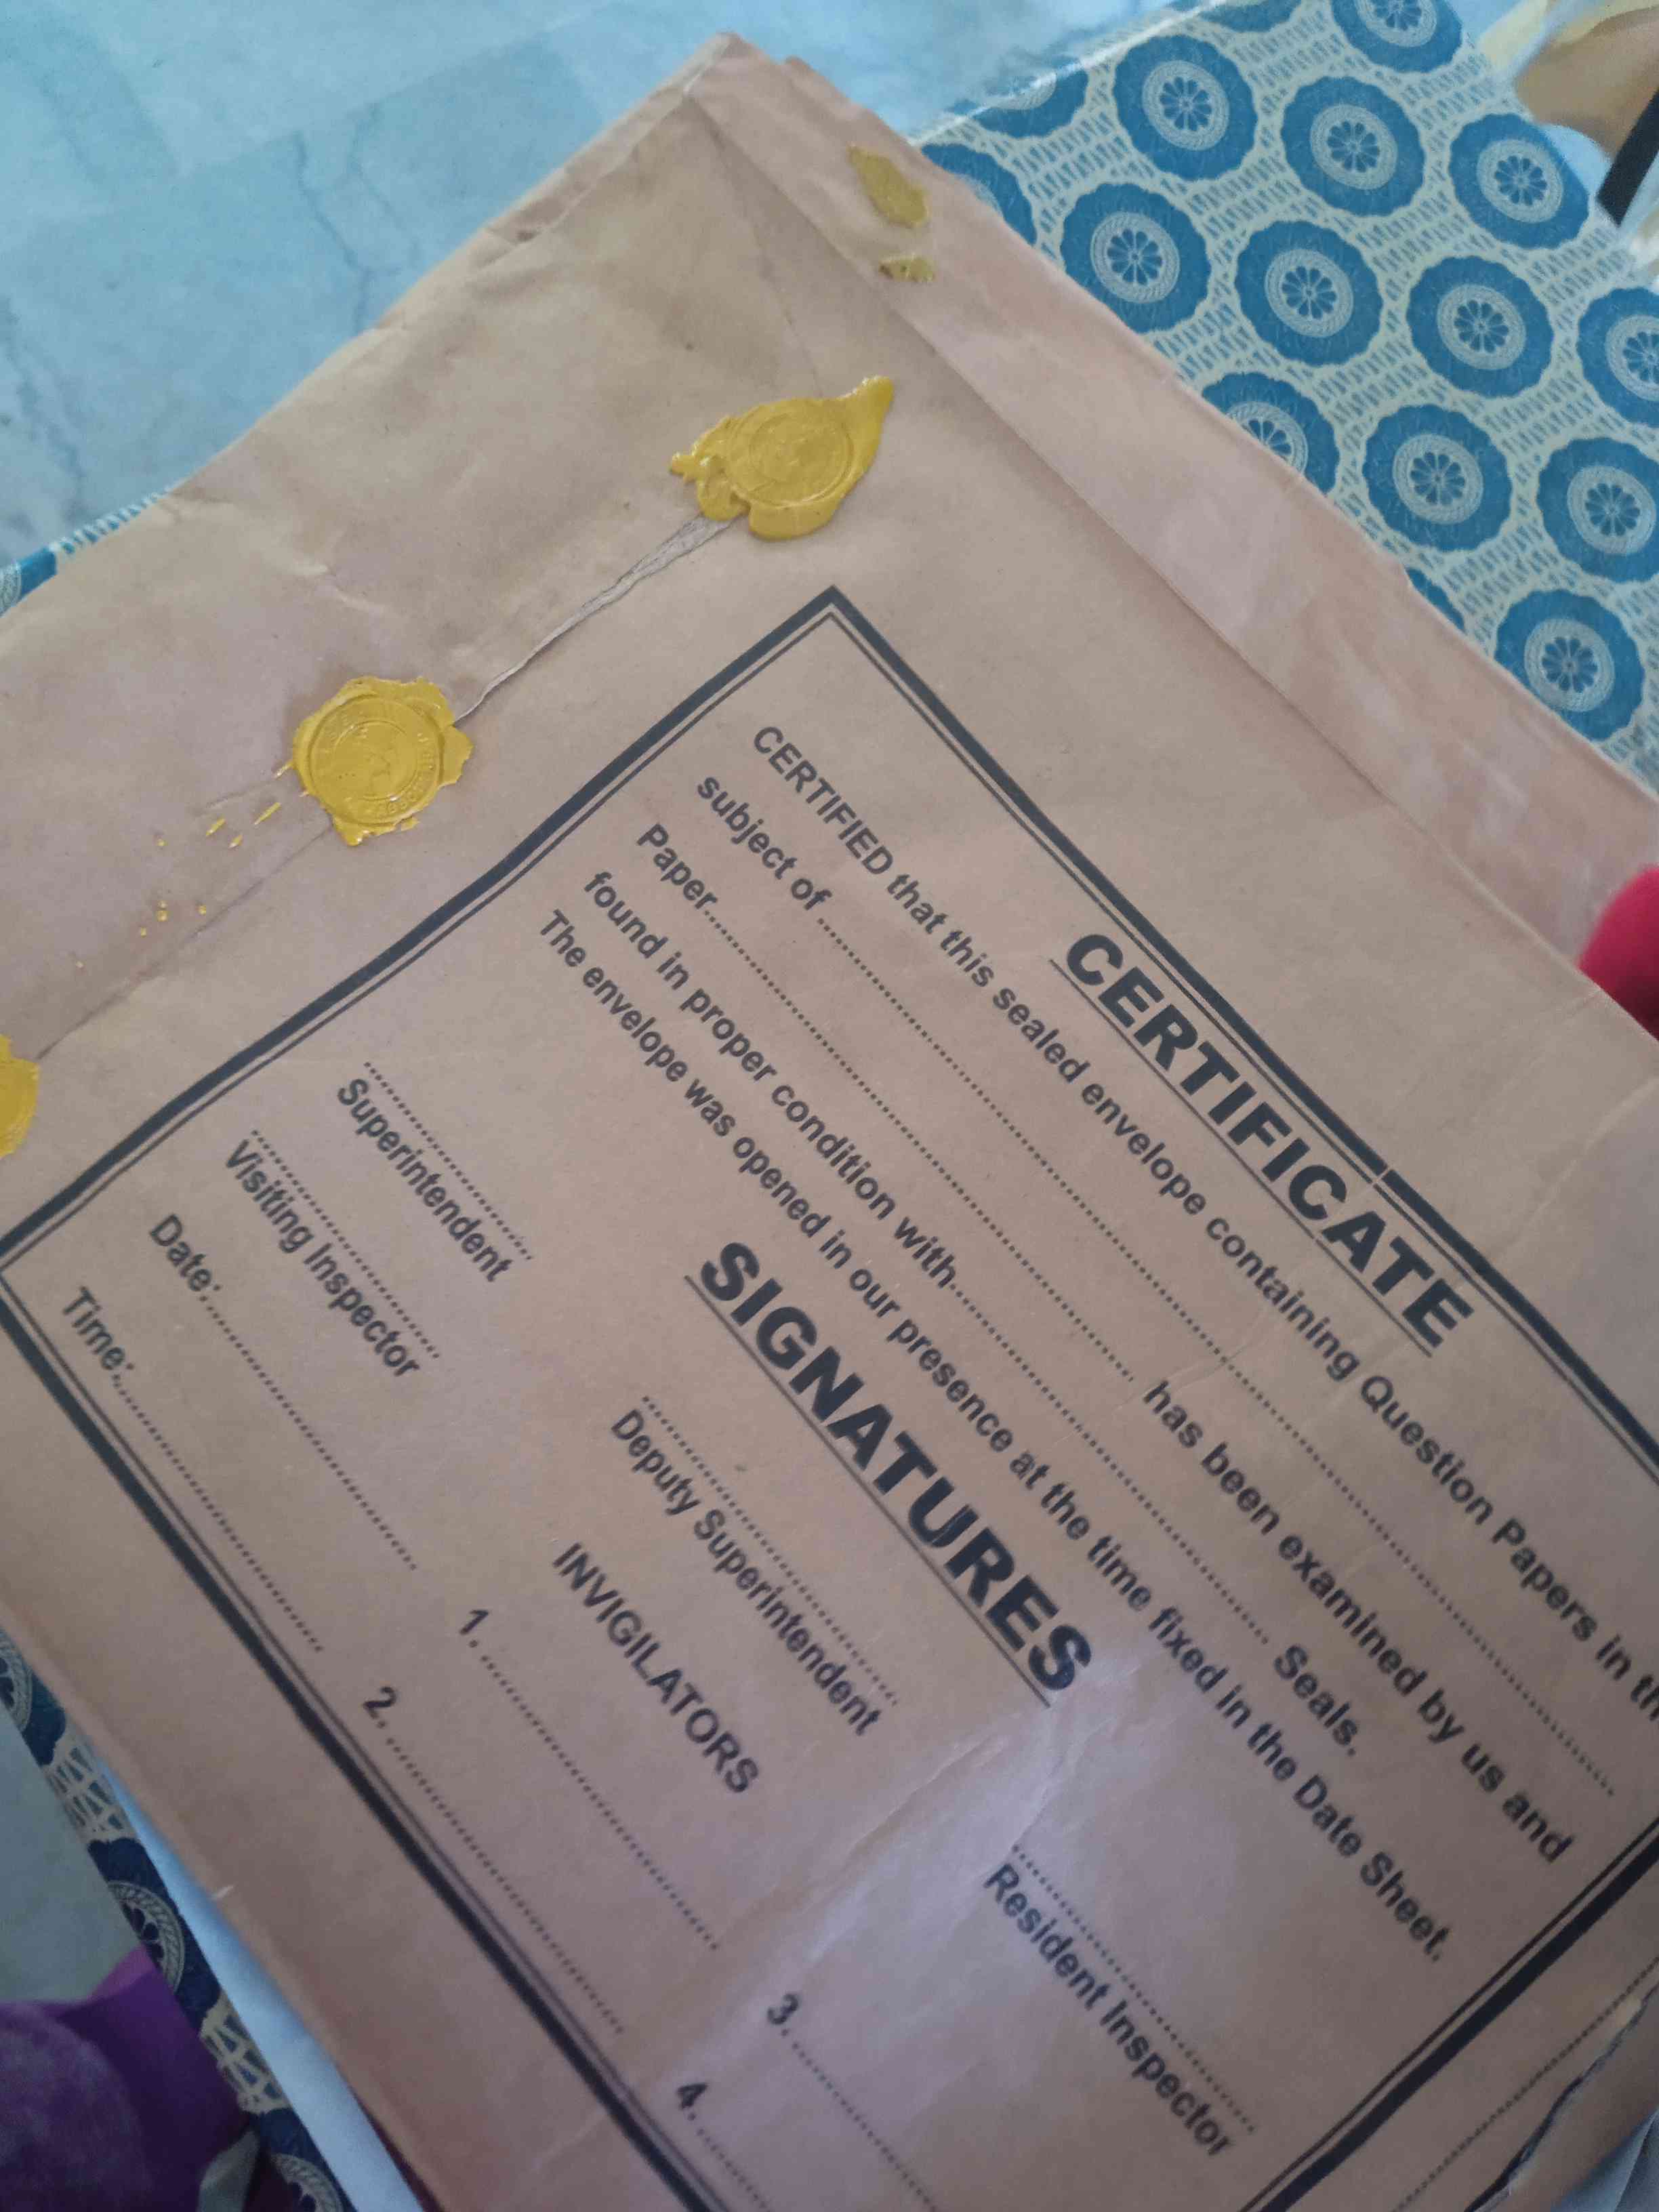 CERTIFICATE
CERTIFIED that this sealed envelope containing Question Papers in
subject of ..........................................................................
Paper.......................................................... has been examined by us and
found in proper condition with.......................................................... Seals.
The envelope was opened in our presence at the time fixed in the Date Sheet.
SIGNATURES
Superintendent
Deputy Superintendent
Resident Inspector
Visiting Inspector
INVIGILATORS
Date:..............................
1...............................
3...............................
Time:..............................
2...............................
4...............................